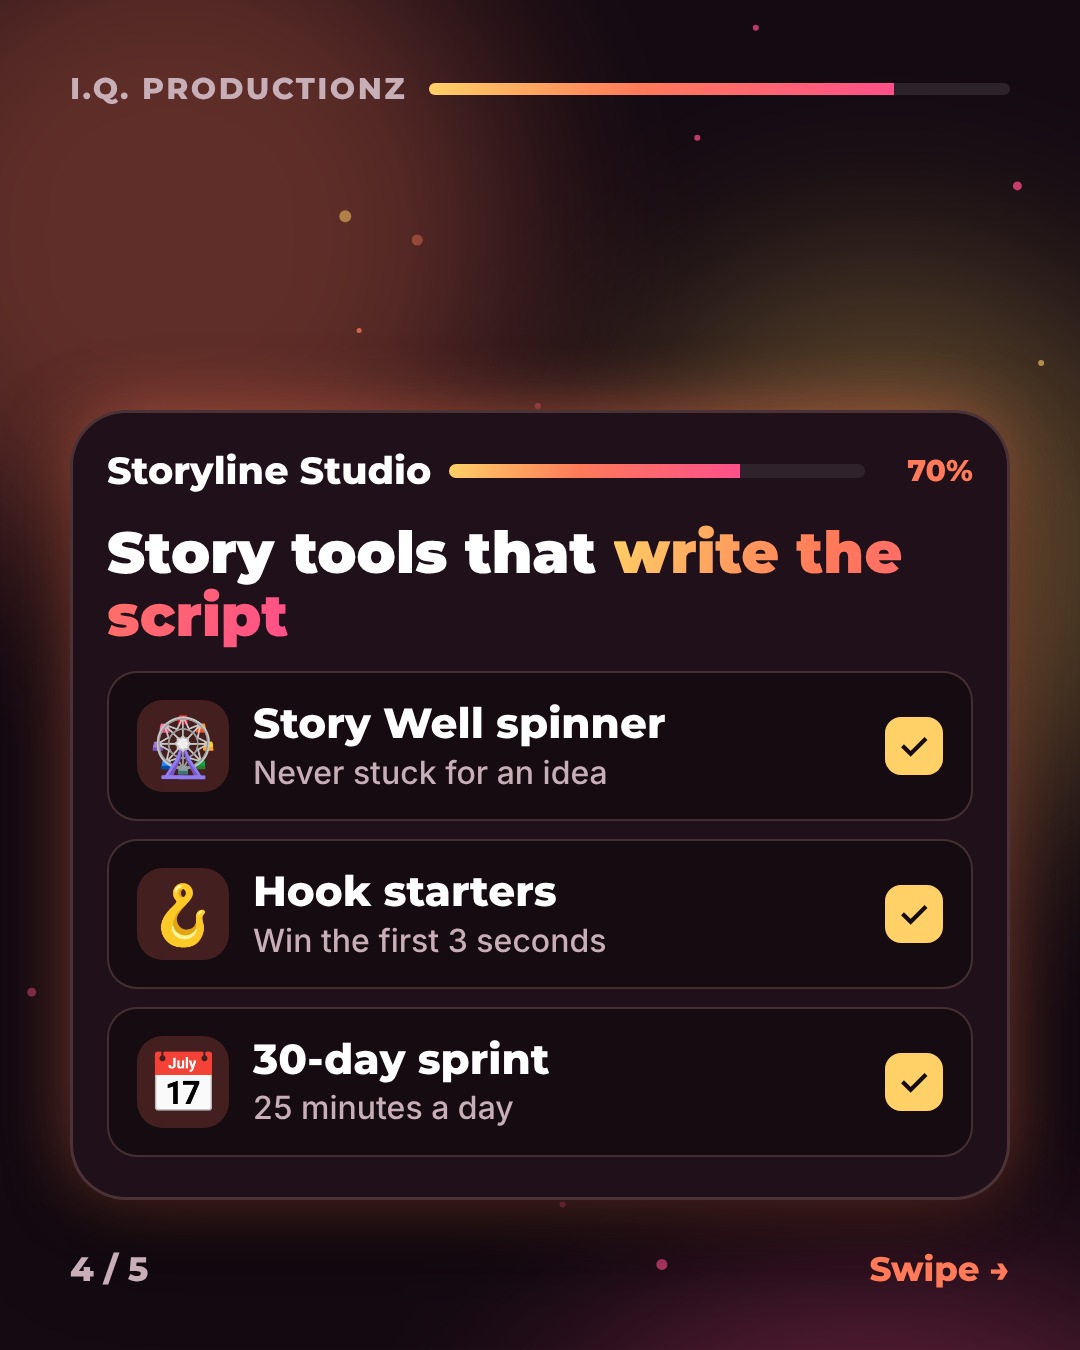 I.Q. PRODUCTIONZ
Storyline Studio 70%
Story tools that write the
script
Story Well spinner
Never stuck for an idea
Hook starters
Win the first 3 seconds
July
17
30-day sprint
25 minutes a day
4 / 5
Swipe →